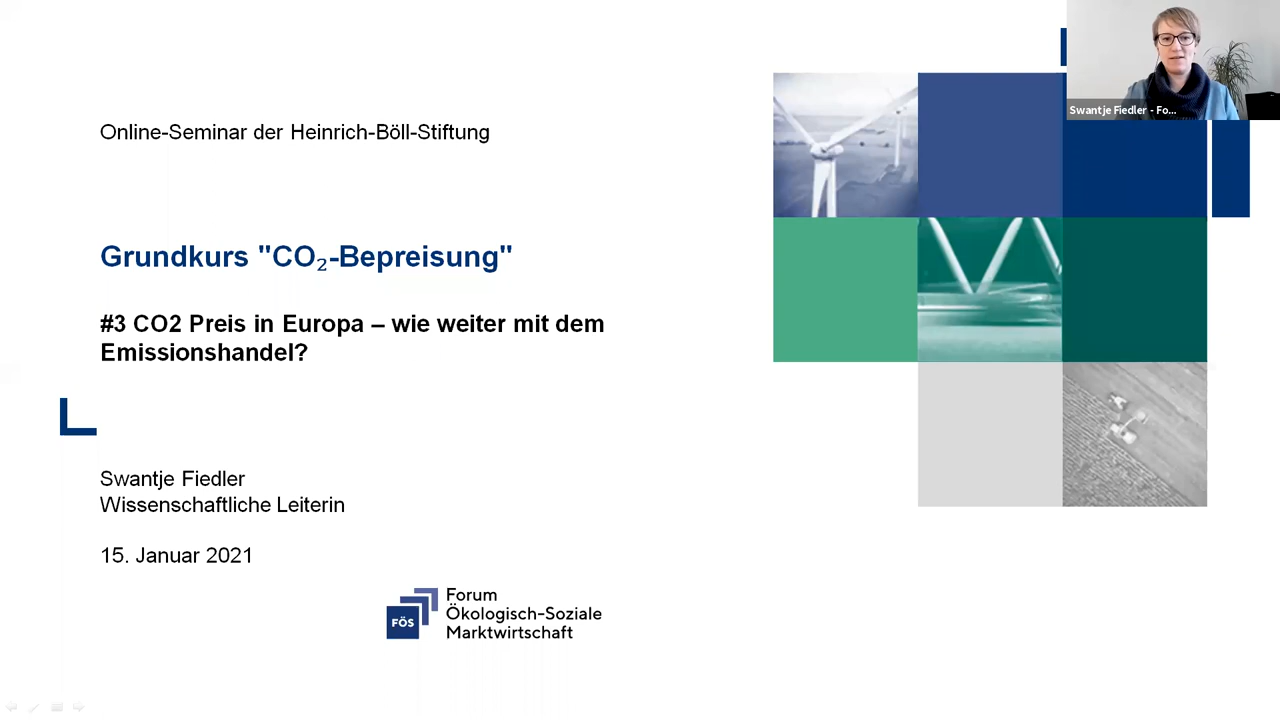 Swantje Fiedler - Fo...
Online-Seminar der Heinrich-Böll-Stiftung
Grundkurs "CO₂-Bepreisung"
#3 CO2 Preis in Europa – wie weiter mit dem
Emissionshandel?
Swantje Fiedler
Wissenschaftliche Leiterin
15. Januar 2021
FÖS
Forum
Ökologisch-Soziale
Marktwirtschaft